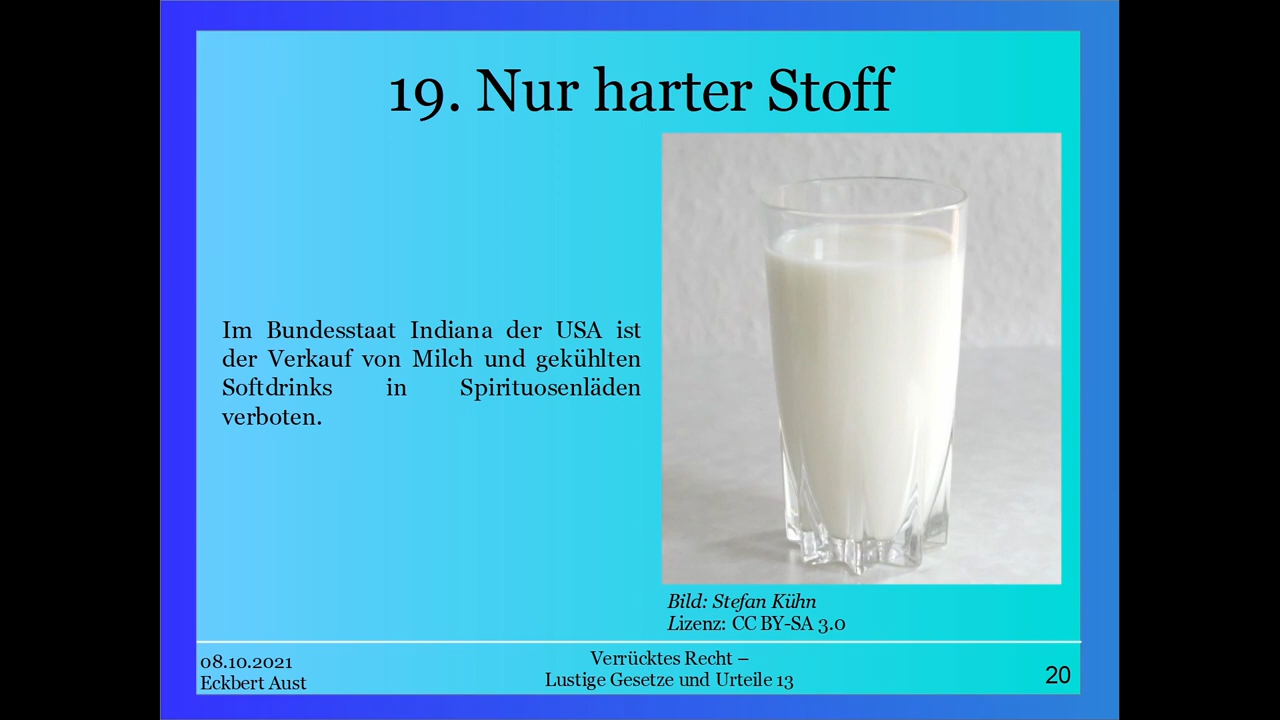 19. Nur harter Stoff
Im Bundesstaat Indiana der USA ist
der Verkauf von Milch und gekühlten
Softdrinks in Spirituosenläden
verboten.
Bild: Stefan Kühn
Lizenz: CC BY-SA 3.0
08.10.2021
Eckbert Aust
Verrücktes Recht –
Lustige Gesetze und Urteile 13
20